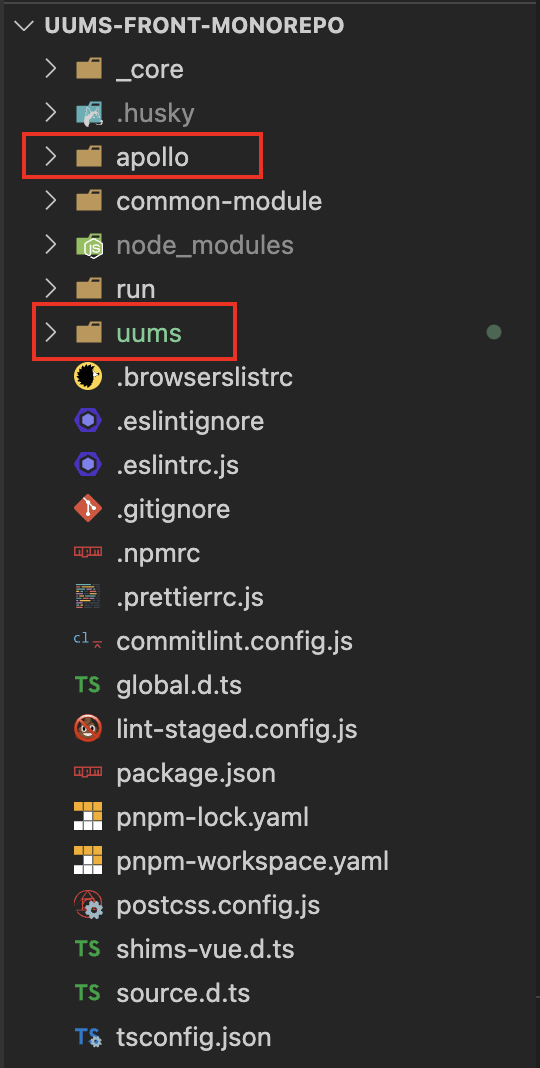 UUMS-FRONT-MONOREPO
_core
.husky
apollo
common-module
node_modules
run
uums
.browserslistrc
.eslintignore
.eslintrc.js
.gitignore
.npmrc
.prettierrc.js
commitlint.config.js
global.d.ts
lint-staged.config.js
package.json
pnpm-lock.yaml
pnpm-workspace.yaml
postcss.config.js
shims-vue.d.ts
source.d.ts
tsconfig.json